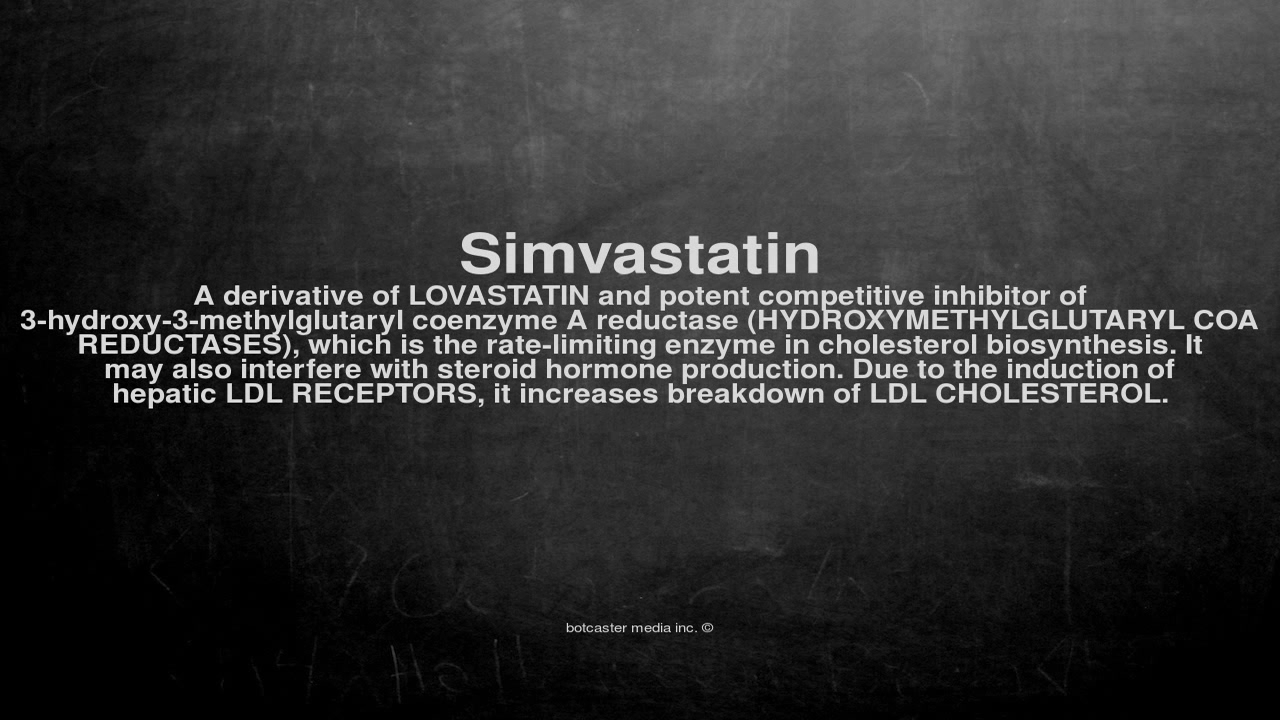 Simvastatin
A derivative of LOVASTATIN and potent competitive inhibitor of
3-hydroxy-3-methylglutaryl coenzyme A reductase (HYDROXYMETHYLGLUTARYL COA
REDUCTASES), which is the rate-limiting enzyme in cholesterol biosynthesis. It
may also interfere with steroid hormone production. Due to the induction of
hepatic LDL RECEPTORS, it increases breakdown of LDL CHOLESTEROL.
botcaster media inc. ©